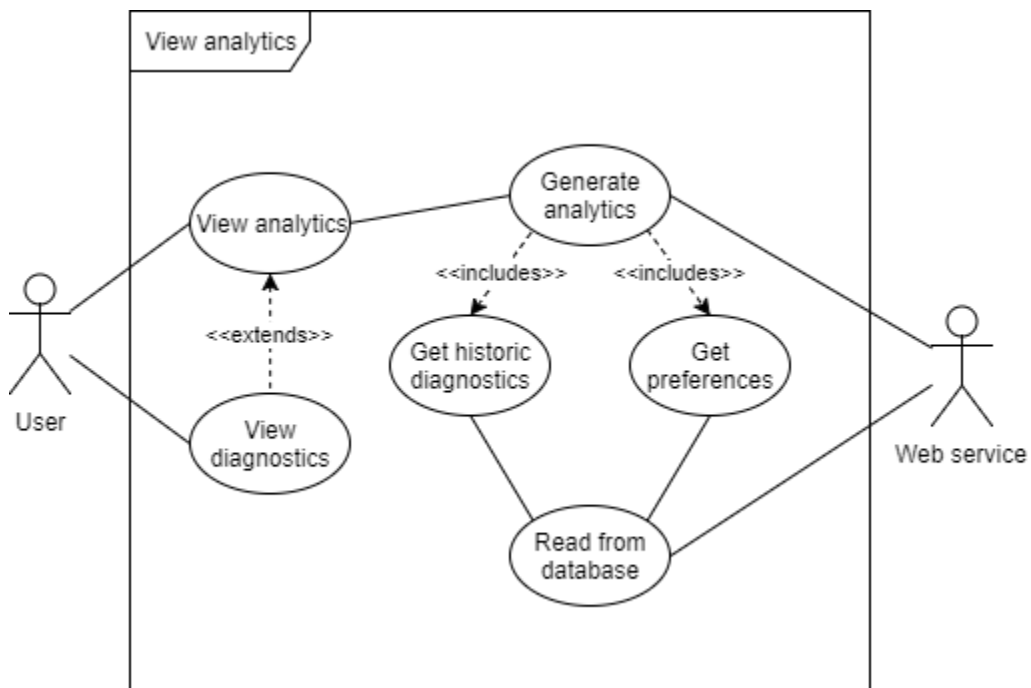 View analytics
Generate
analytics
View analytics
<<includes>>
<<includes>>
<<extends>>
Get historic
diagnostics
Get
preferences
User
View
diagnostics
Web service
Read from
database